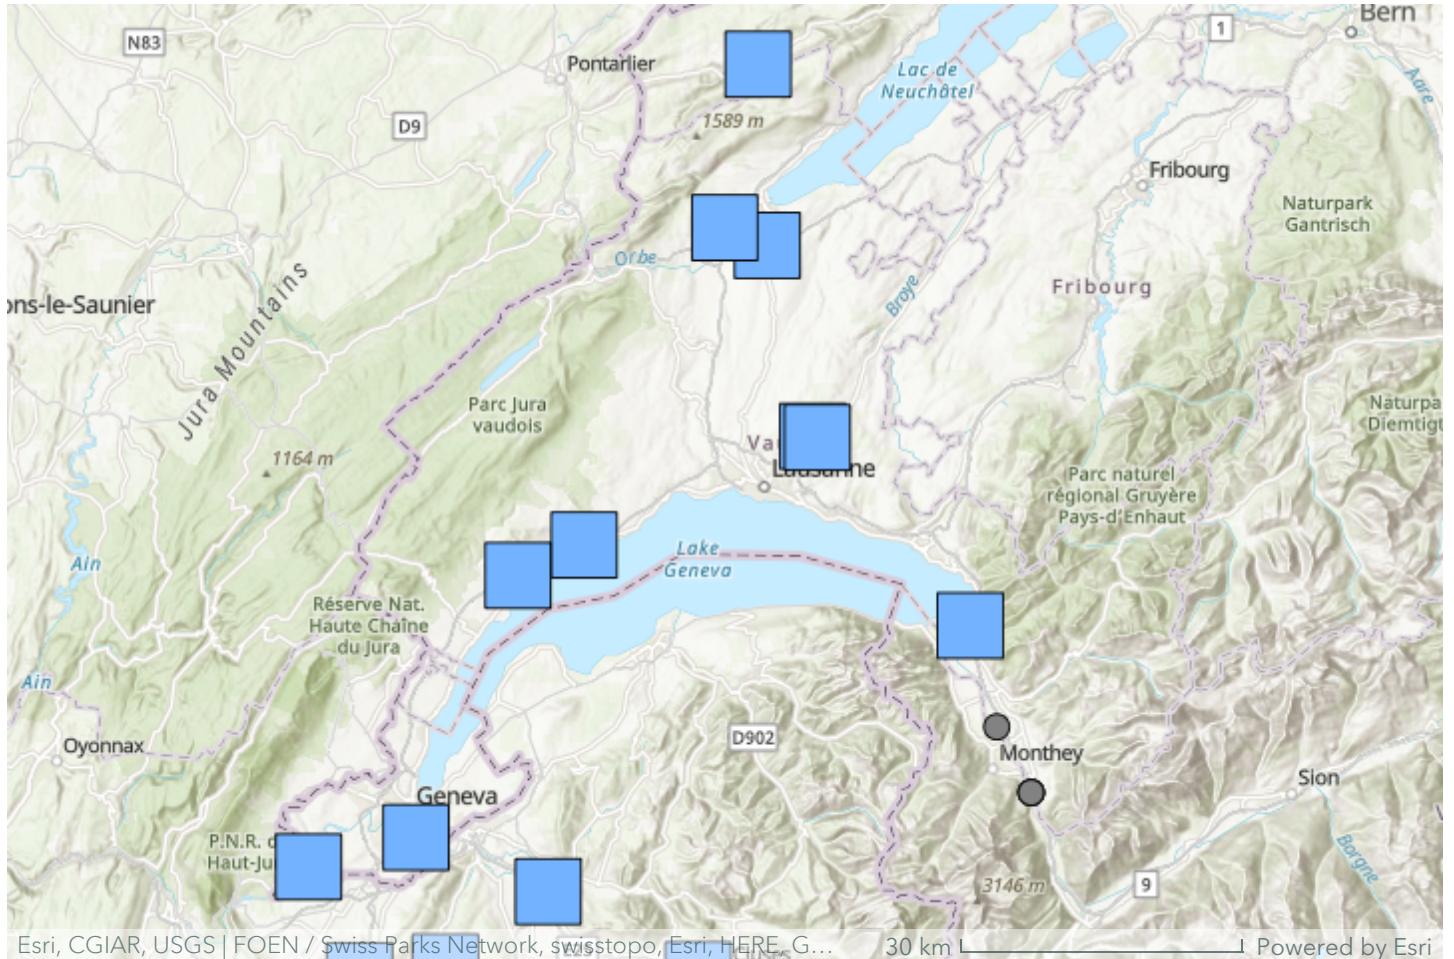 Bern
N83
1
Pontarlier
Lac de
Neuchâtel
Aare
D9
1589 m
Fribourg
Naturpark
Gantrisch
Orbe
Broye
Fribourg
ons-le-Saunier
Jura Mountains
Parc Jura
vaudois
Naturpa
Diemtigt
Va
Lausanne
1164 m
Parc naturel
régional Gruyère
Pays-d'Enhaut
Lake
Geneva
Ain
Réserve Nat.
Haute Chaîne
du Jura
Ain
Oyonnax
D902
Monthey
Sion
Geneva
P.N.R. d
Haut-Ju
3146 m
9
Borgne
Esri, CGIAR, USGS | FOEN / Swiss Parks Network, swisstopo, Esri, HERE, G...
30 km
Powered by Esri